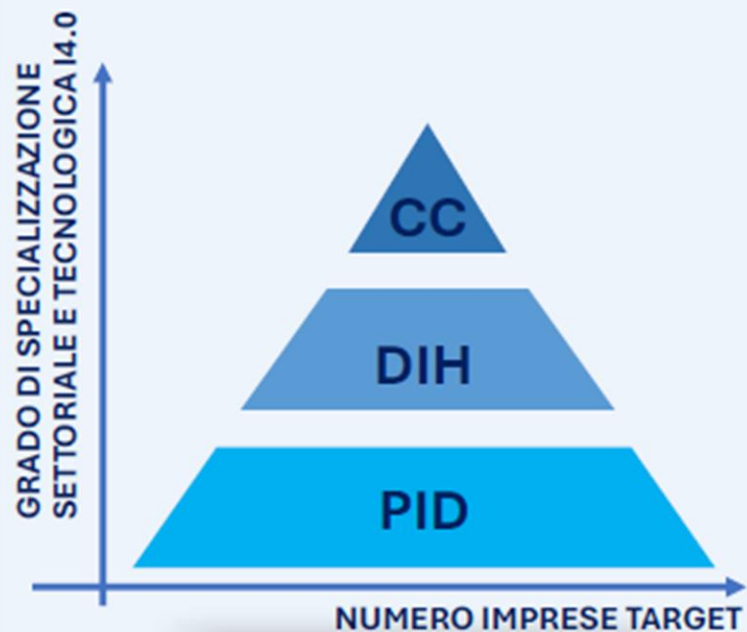 GRADO DI SPECIALIZZAZIONE
SETTORIALE E TECNOLOGICA I4.0
CC
DIH
PID
NUMERO IMPRESE TARGET